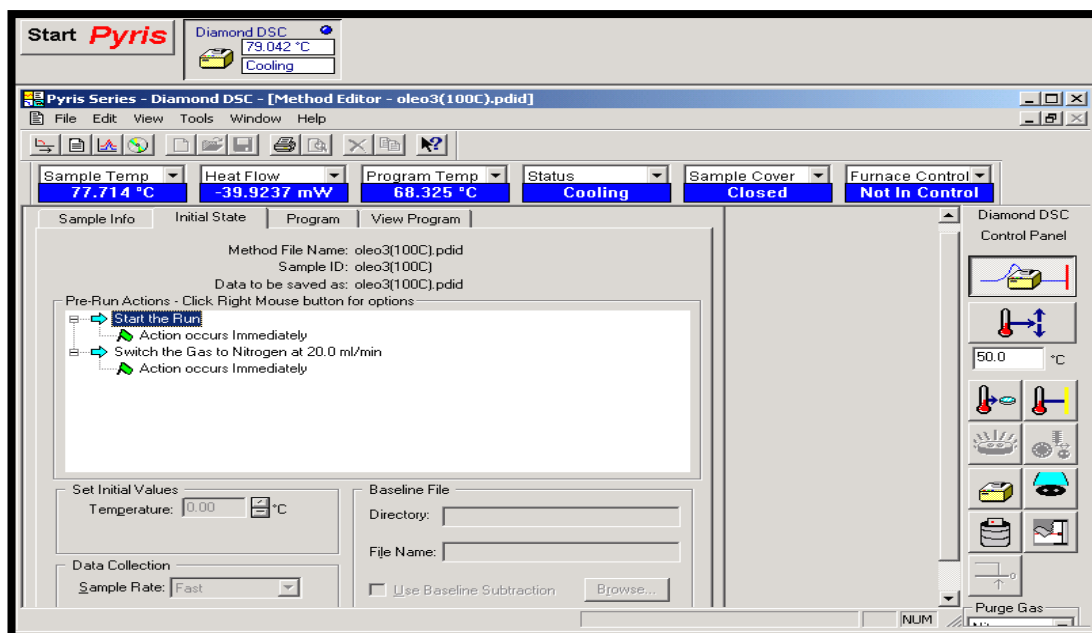 Start Pyris
Diamond DSC
79.042 °C
Cooling
Pyris Series - Diamond DSC - [Method Editor - oleo3(100C).pdid]
File Edit View Tools Window Help
Sample Temp Heat Flow Program Temp Status Sample Cover Furnace Control
77.714 °C -39.9237 mW 68.325 °C Cooling Closed Not In Control
Sample Info Initial State Program View Program
Method File Name: oleo3(100C).pdid
Sample ID: oleo3(100C)
Data to be saved as: oleo3(100C).pdid
Pre-Run Actions - Click Right Mouse button for options
Start the Run
Action occurs Immediately
Switch the Gas to Nitrogen at 20.0 ml/min
Action occurs Immediately
Set Initial Values
Temperature: 0.00 °C
Data Collection
Sample Rate: Fast
Baseline File
Directory:
File Name:
Use Baseline Subtraction Browse...
Diamond DSC
Control Panel
50.0 °C
Purge Gas
NUM